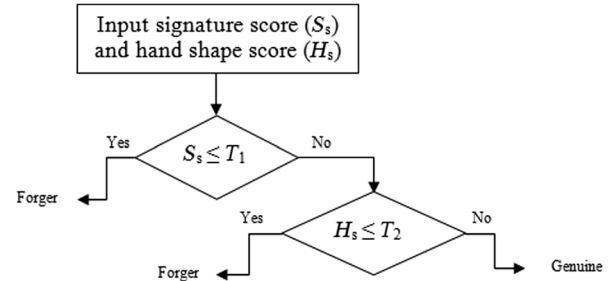 Input signature score (Sₛ)
and hand shape score (Hₛ)
Yes
Sₛ ≤ T₁
No
Forger
Yes
Hₛ ≤ T₂
No
Forger
Genuine